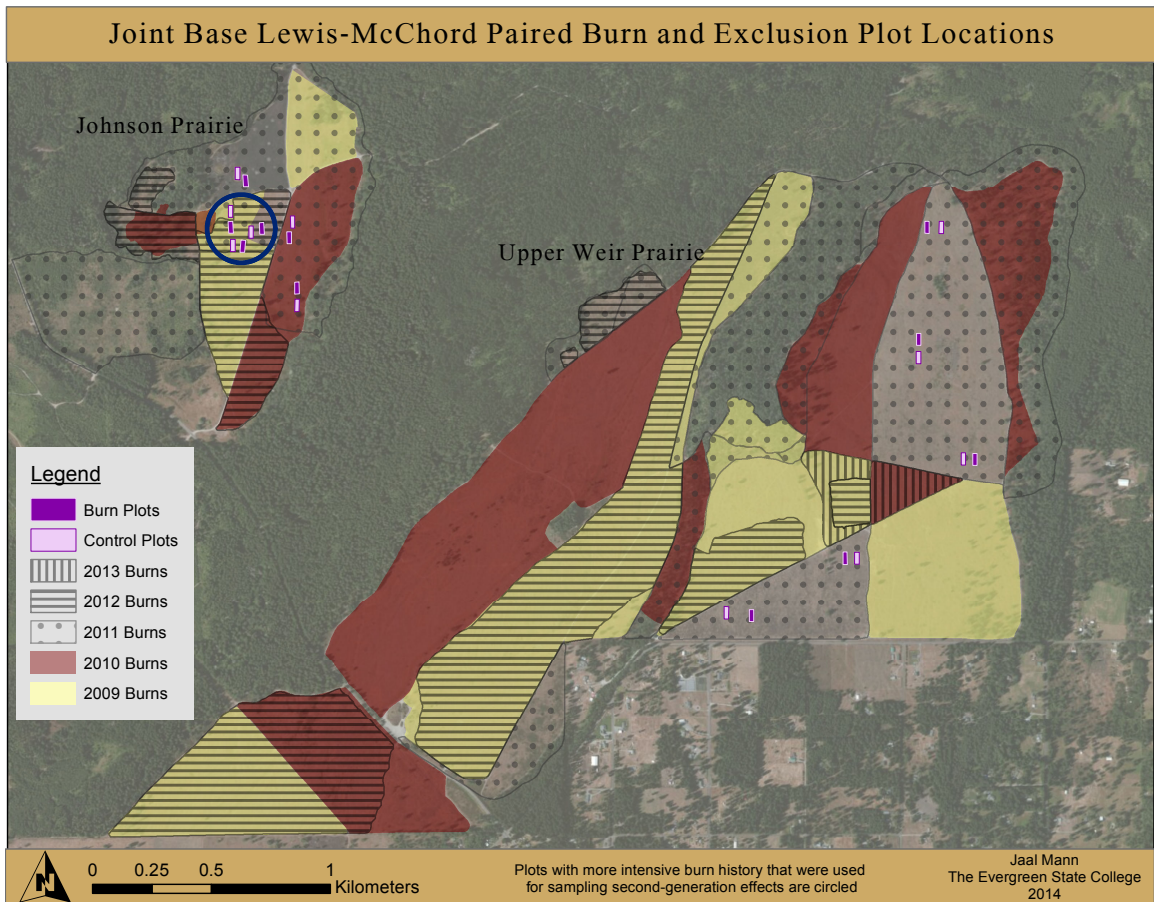 Joint Base Lewis-McChord Paired Burn and Exclusion Plot Locations
Johnson Prairie
Upper Weir Prairie
Legend
Burn Plots
Control Plots
2013 Burns
2012 Burns
2011 Burns
2010 Burns
2009 Burns
N
0 0.25 0.5 1
Kilometers
Plots with more intensive burn history that were used
for sampling second-generation effects are circled
Jaal Mann
The Evergreen State College
2014